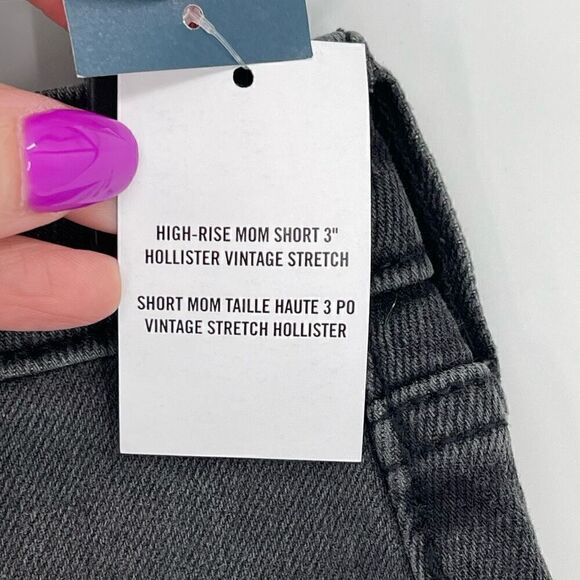 HIGH-RISE MOM SHORT 3"
HOLLISTER VINTAGE STRETCH
SHORT MOM TAILLE HAUTE 3 PO
VINTAGE STRETCH HOLLISTER